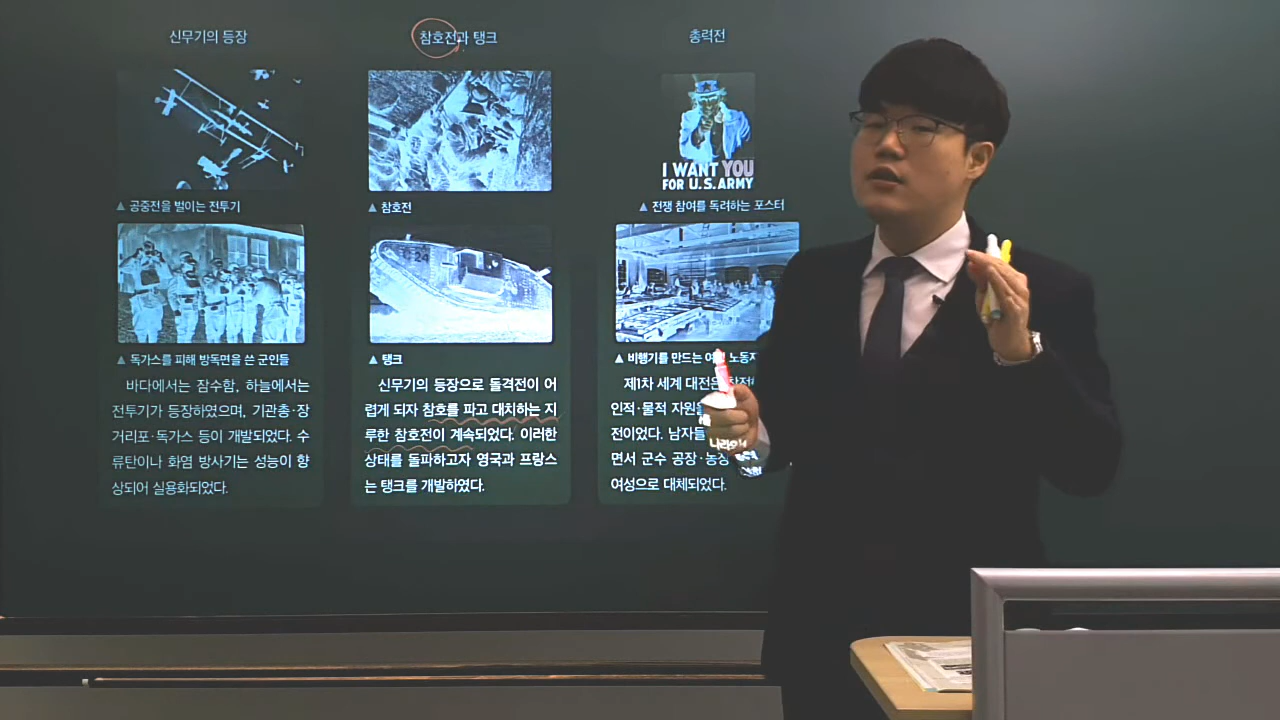 신무기의 등장
▲ 공중전을 벌이는 전투기
▲ 독가스를 피해 방독면을 쓴 군인들
바다에서는 잠수함, 하늘에서는
전투기가 등장하였으며, 기관총·장
거리포·독가스 등이 개발되었다. 수
류탄이나 화염 방사기는 성능이 향
상되어 실용화되었다.
참호전과 탱크
▲ 참호전
C 24
▲ 탱크
신무기의 등장으로 돌격전이 어
렵게 되자 참호를 파고 대치하는 지
루한 참호전이 계속되었다. 이러한
상태를 돌파하고자 영국과 프랑스
는 탱크를 개발하였다.
총력전
I WANT YOU
FOR U.S. ARMY
▲ 전쟁 참여를 독려하는 포스터
▲ 비행기를 만드는
제1차 세계 대전은
인적·물적 자원을
전이었다. 남자들
면서 군수 공장·농장
여성으로 대체되었다.